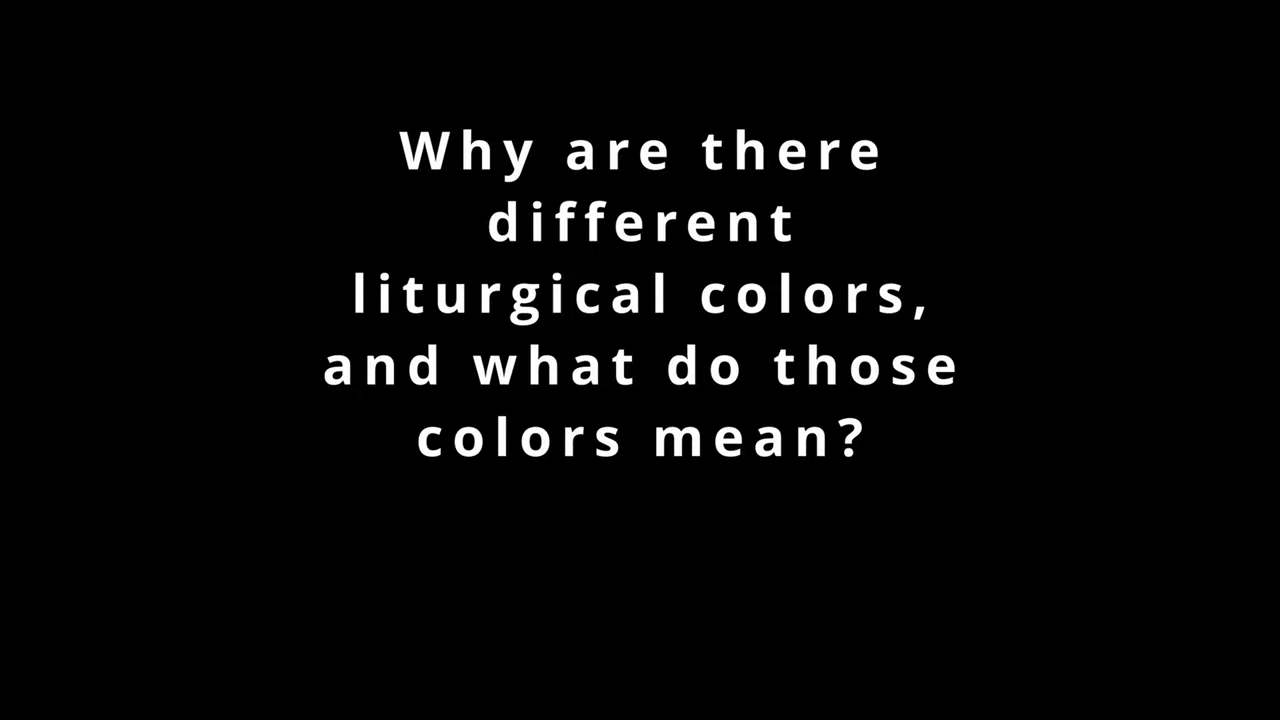 Why are there
different
liturgical colors,
and what do those
colors mean?